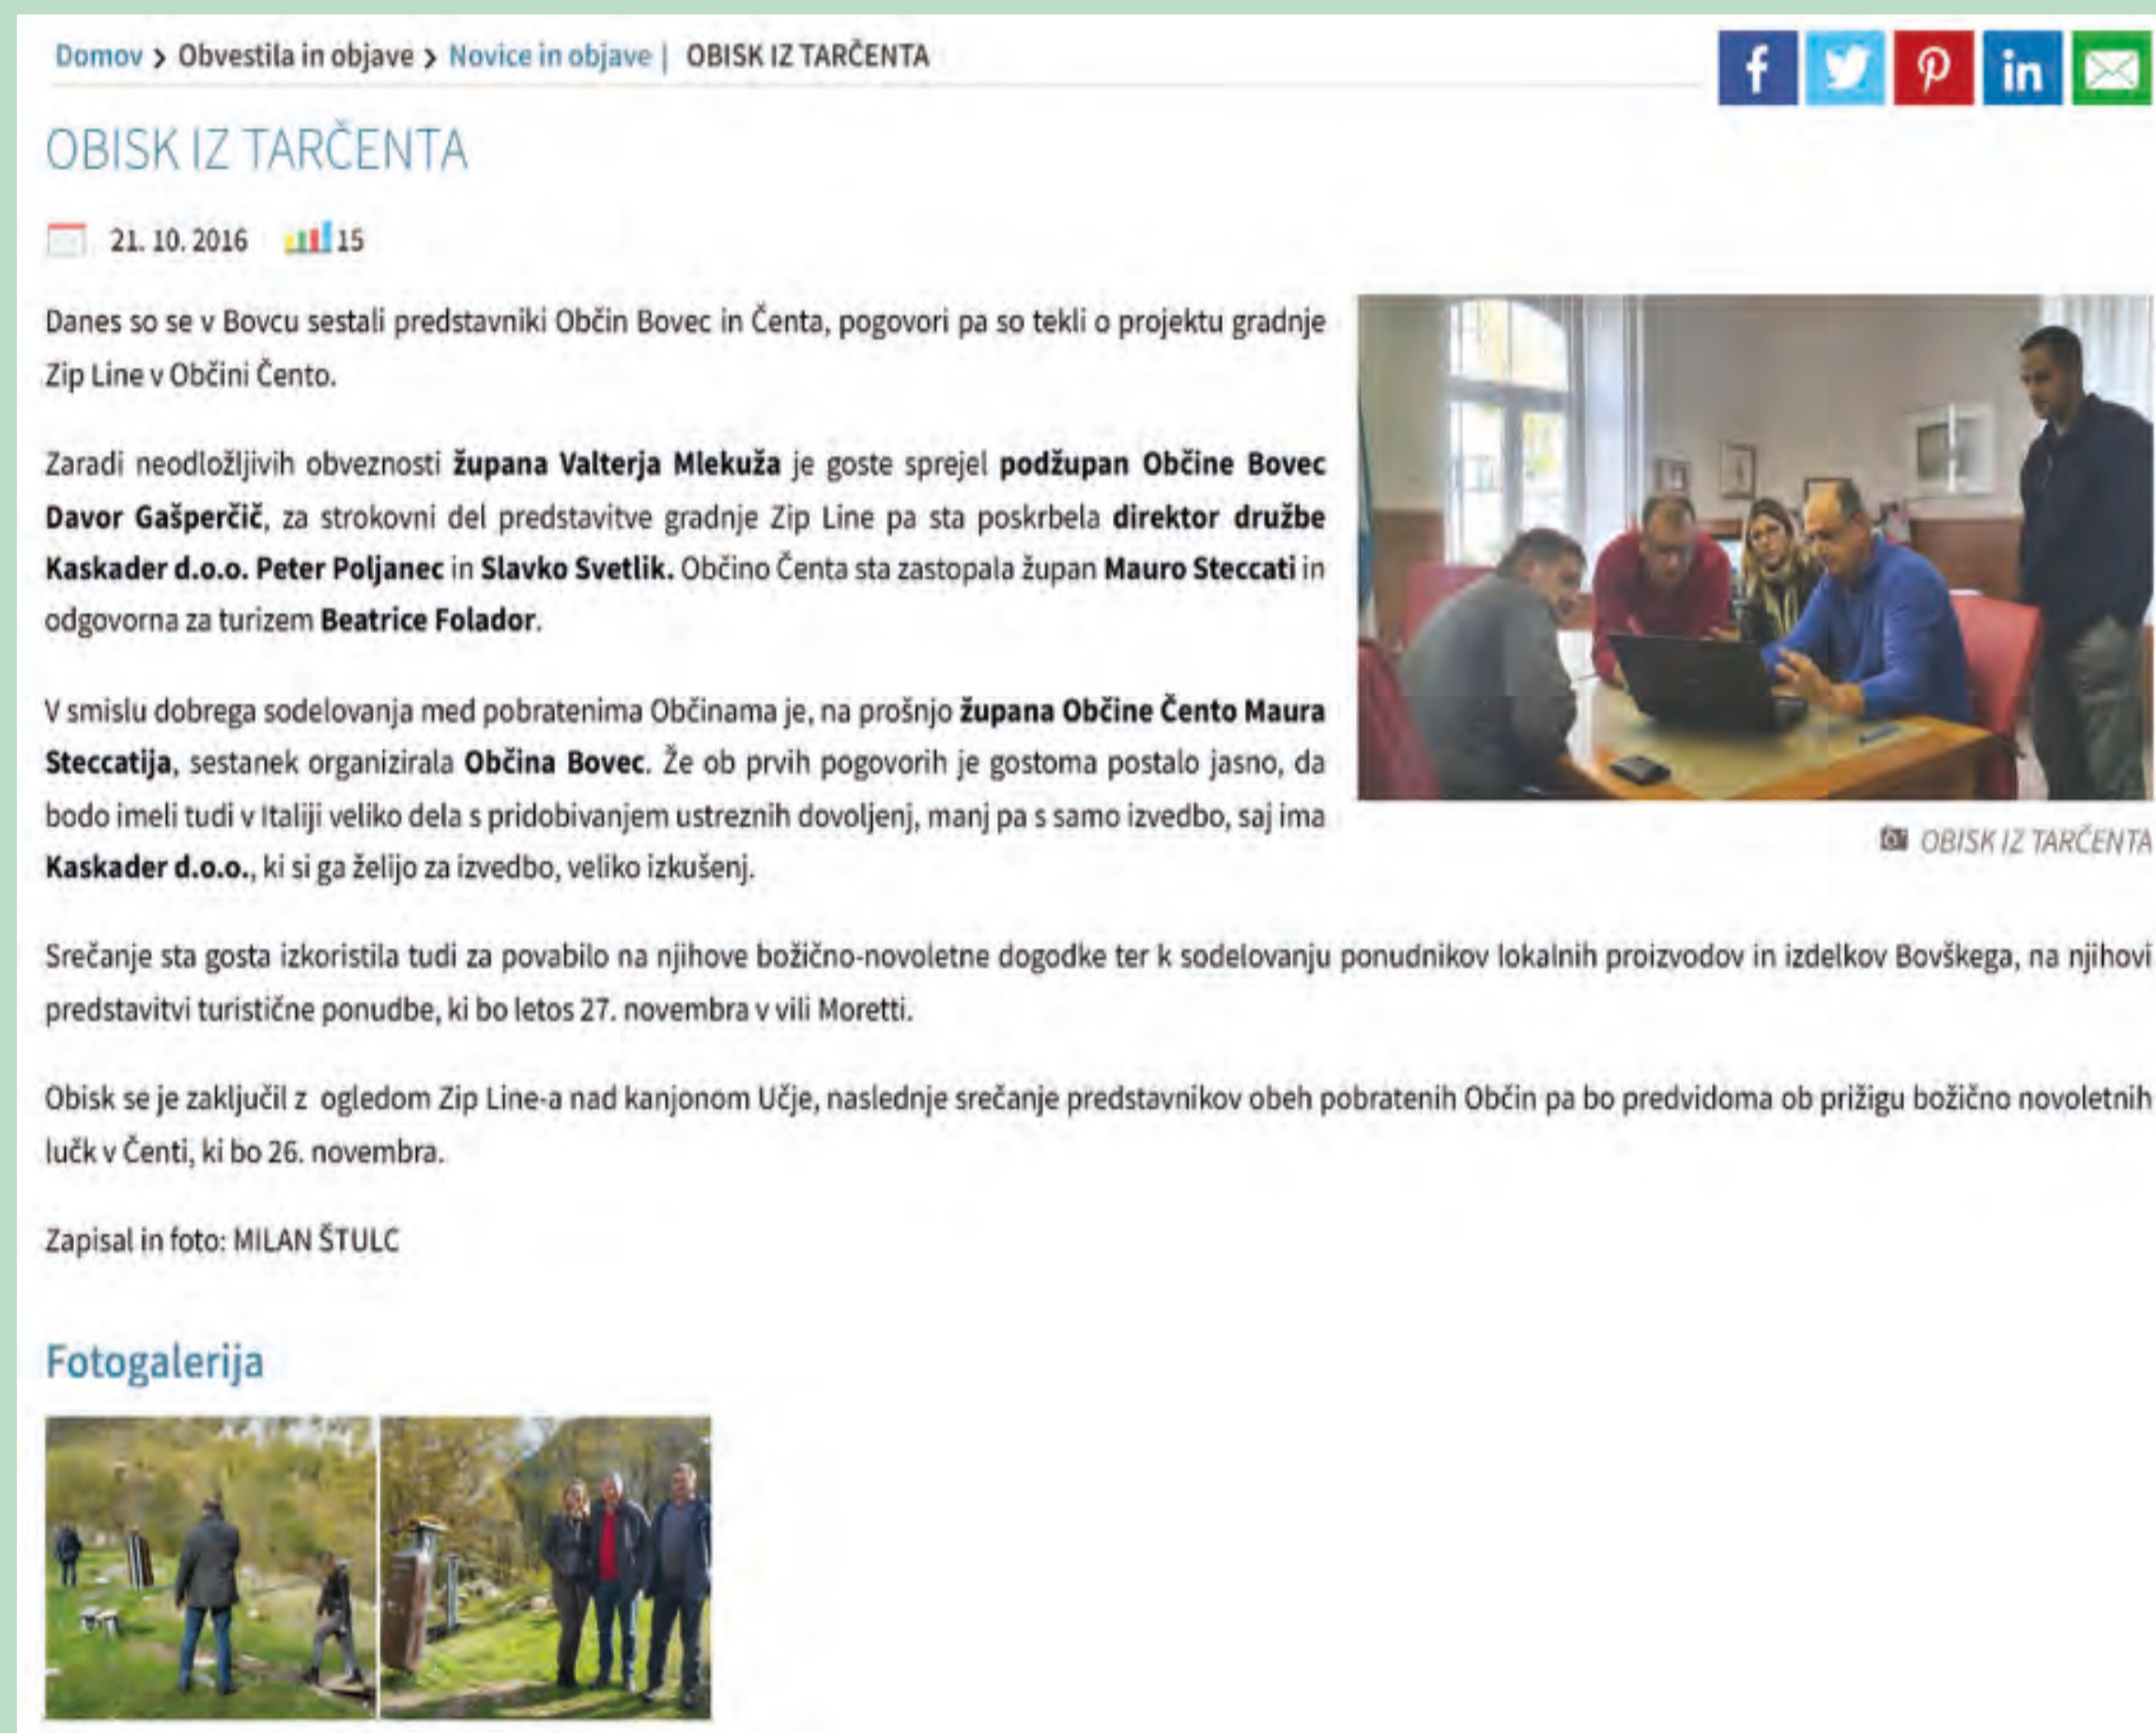 Domov > Obvestila in objave > Novice in objave | OBISK IZ TARČENTA
OBISK IZ TARČENTA
21. 10. 2016 15
Danes so se v Bovcu sestali predstavniki Občin Bovec in Čenta, pogovori pa so tekli o projektu gradnje
Zip Line v Občini Čento.
Zaradi neodložljivih obveznosti župana Valterja Mlekuža je goste sprejel podžupan Občine Bovec
Davor Gašperčič, za strokovni del predstavitve gradnje Zip Line pa sta poskrbela direktor družbe
Kaskader d.o.o. Peter Poljanec in Slavko Svetlik. Občino Čenta sta zastopala župan Mauro Steccati in
odgovorna za turizem Beatrice Folador.
V smislu dobrega sodelovanja med pobratenima Občinama je, na prošnjo župana Občine Čento Maura
Steccatija, sestanek organizirala Občina Bovec. Že ob prvih pogovorih je gostoma postalo jasno, da
bodo imeli tudi v Italiji veliko dela s pridobivanjem ustreznih dovoljenj, manj pa s samo izvedbo, saj ima
Kaskader d.o.o., ki si ga želijo za izvedbo, veliko izkušenj.
OBISK IZ TARČENTA
Srečanje sta gosta izkoristila tudi za povabilo na njihove božično-novoletne dogodke ter k sodelovanju ponudnikov lokalnih proizvodov in izdelkov Bovškega, na njihovi
predstavitvi turistične ponudbe, ki bo letos 27. novembra v vili Moretti.
Obisk se je zaključil z ogledom Zip Line-a nad kanjonom Učje, naslednje srečanje predstavnikov obeh pobratenih Občin pa bo predvidoma ob prižigu božično novoletnih
lučk v Čenti, ki bo 26. novembra.
Zapisal in foto: MILAN ŠTULC
Fotogalerija